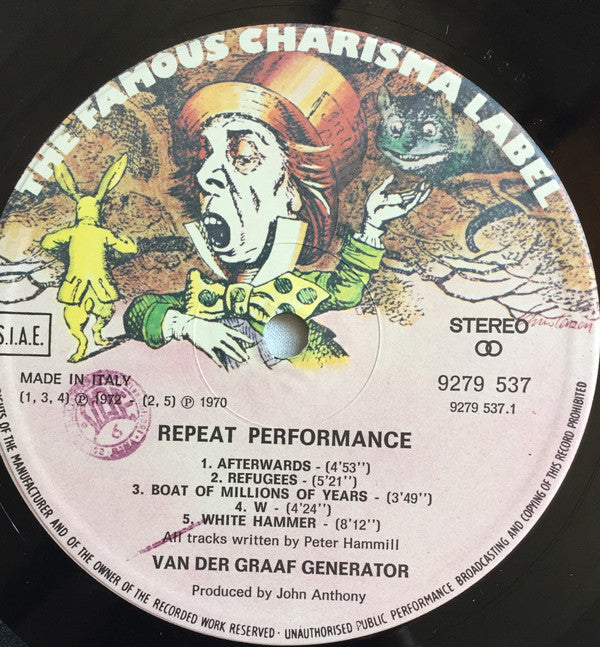 THE FAMOUS CHARISMA LABEL
S.I.A.E.
STEREO
MADE IN ITALY
9279 537
(1, 3, 4) Ⓟ 1972 - (2, 5) Ⓟ 1970
9279 537.1
6
REPEAT PERFORMANCE
1. AFTERWARDS - (4'53'')
2. REFUGEES - (5'21'')
3. BOAT OF MILLIONS OF YEARS - (3'49'')
4. W - (4'24'')
5. WHITE HAMMER - (8'12'')
All tracks written by Peter Hammill
VAN DER GRAAF GENERATOR
Produced by John Anthony
RIGHTS OF THE MANUFACTURER AND OF THE OWNER OF THE RECORDED WORK RESERVED · UNAUTHORISED PUBLIC PERFORMANCE BROADCASTING AND COPYING OF THIS RECORD PROHIBITED